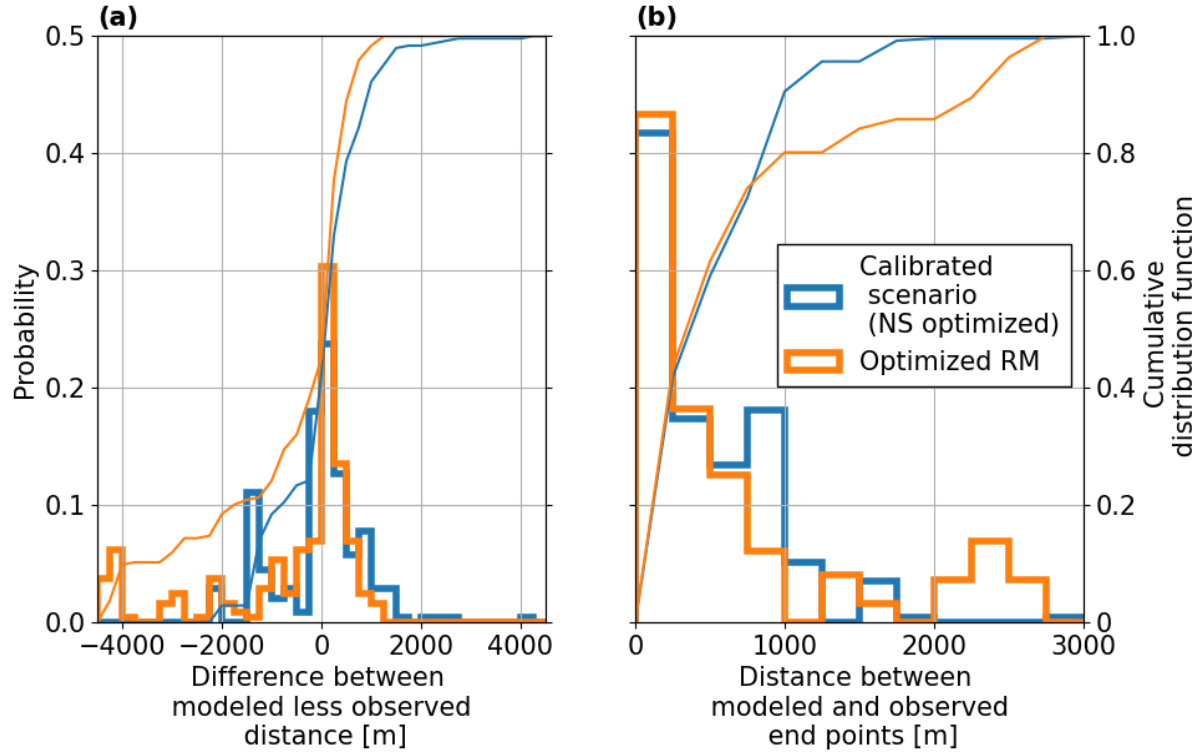 (a)
(b)
Probability
0.5
0.4
0.3
0.2
0.1
0.0
−4000
−2000
0
2000
4000
Difference between
modeled less observed
distance [m]
Calibrated
scenario
(NS optimized)
Optimized RM
0
1000
2000
3000
Distance between
modeled and observed
end points [m]
1.0
0.8
0.6
0.4
0.2
0
Cumulative
distribution function